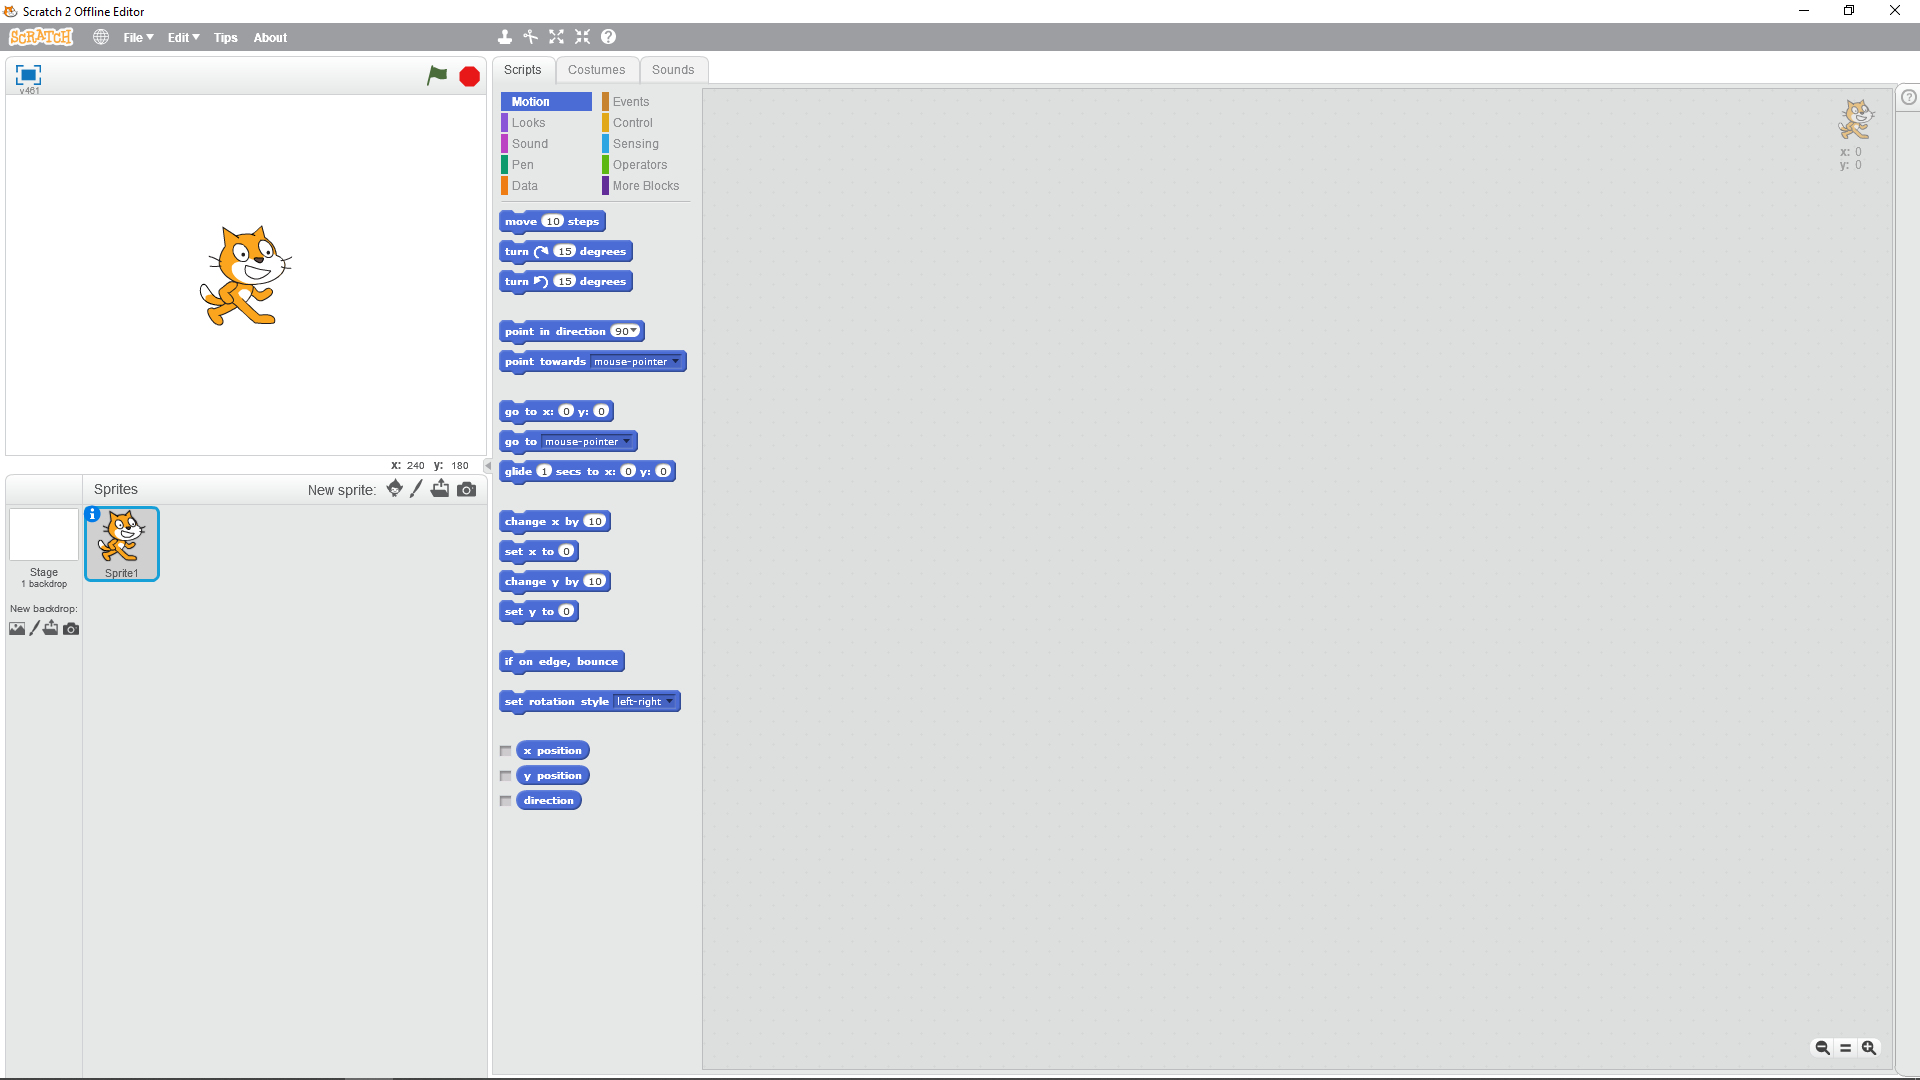 Scratch 2 Offline Editor
SCRATCH File Edit Tips About
v461
Scripts Costumes Sounds
Motion Events
Looks Control
Sound Sensing
Pen Operators
Data More Blocks
x: 0
y: 0
move 10 steps
turn 15 degrees
turn 15 degrees
point in direction 90
point towards mouse-pointer
go to x: 0 y: 0
go to mouse-pointer
glide 1 secs to x: 0 y: 0
change x by 10
set x to 0
change y by 10
set y to 0
if on edge, bounce
set rotation style left-right
x position
y position
direction
x: 240 y: 180
Sprites New sprite:
Sprite1
Stage
1 backdrop
New backdrop: